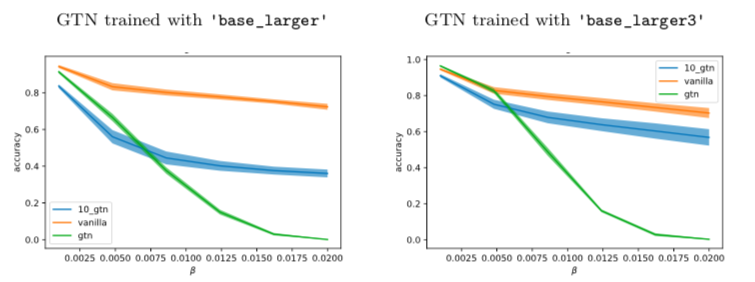 GTN trained with 'base_larger'
GTN trained with 'base_larger3'
accuracy
0.8
0.6
0.4
0.2
0.0
10_gtn
vanilla
gtn
0.0025 0.0050 0.0075 0.0100 0.0125 0.0150 0.0175 0.0200
β
accuracy
1.0
0.8
0.6
0.4
0.2
0.0
10_gtn
vanilla
gtn
0.0025 0.0050 0.0075 0.0100 0.0125 0.0150 0.0175 0.0200
β